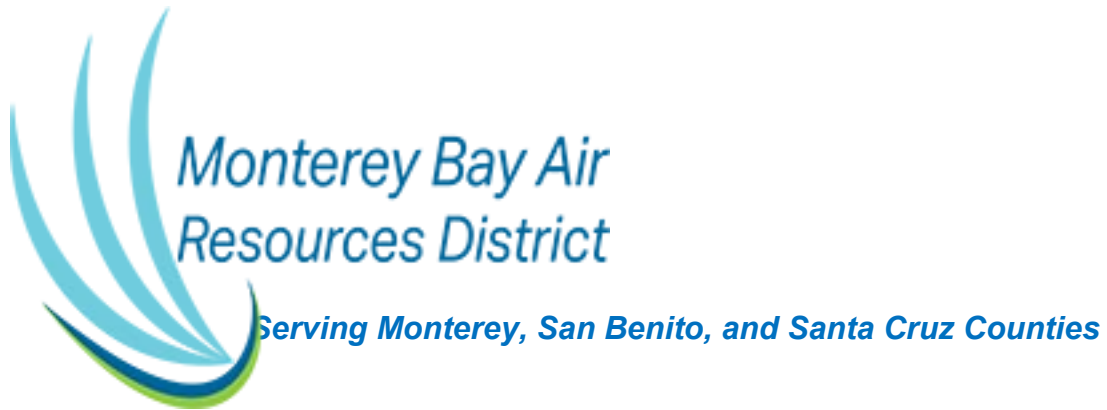 Monterey Bay Air
Resources District
Serving Monterey, San Benito, and Santa Cruz Counties